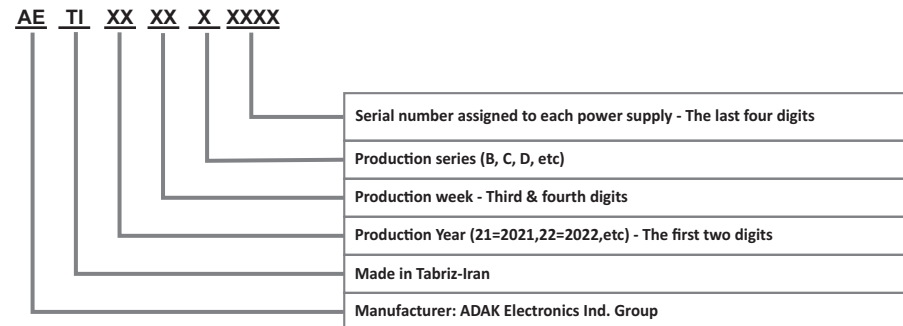 AE TI XX XX X XXXX
Serial number assigned to each power supply - The last four digits
Production series (B, C, D, etc)
Production week - Third & fourth digits
Production Year (21=2021,22=2022,etc) - The first two digits
Made in Tabriz-Iran
Manufacturer: ADAK Electronics Ind. Group